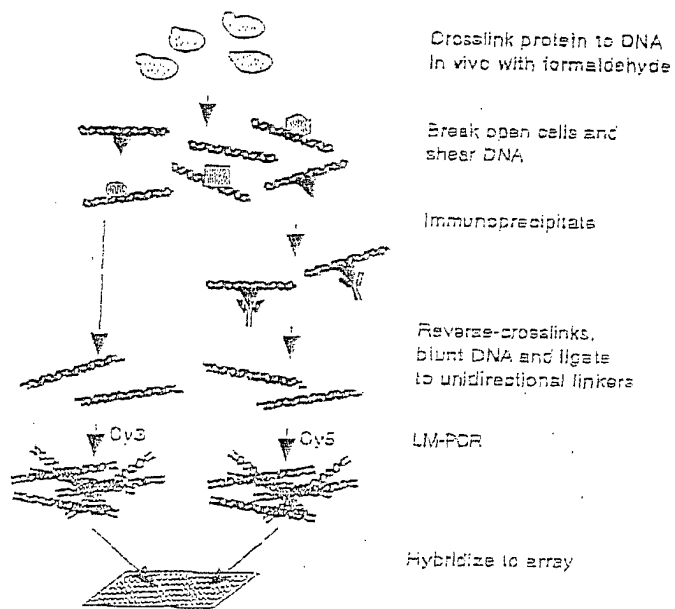 Crosslink protein to DNA
in vivo with formaldehyde
Break open cells and
shear DNA
Immunoprecipitate
Reverse-crosslinks,
blunt DNA and ligate
to unidirectional linkers
Cy3
Cy5
LM-PCR
Hybridize to array